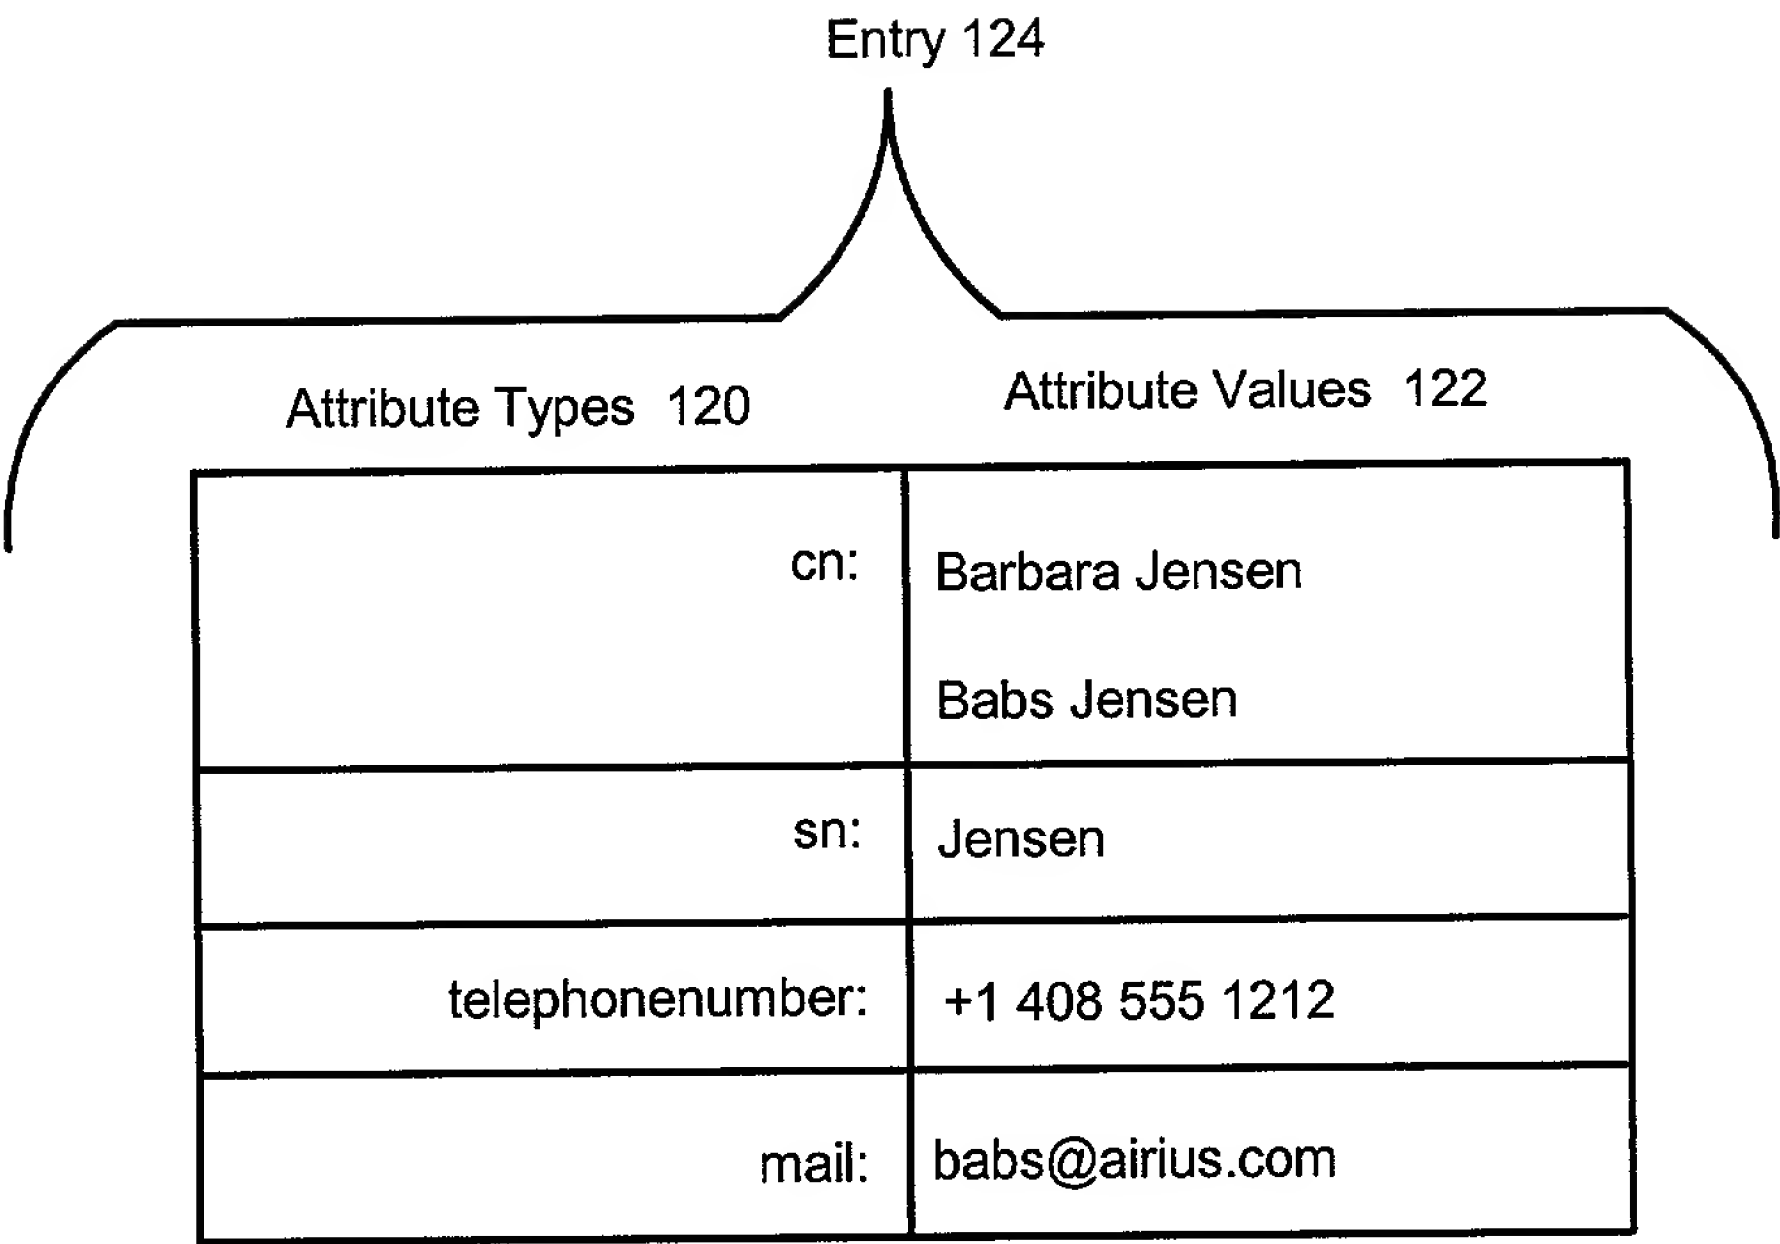 Entry 124
Attribute Types 120 Attribute Values 122
cn: Barbara Jensen
Babs Jensen
sn: Jensen
telephonenumber: +1 408 555 1212
mail: babs@airius.com